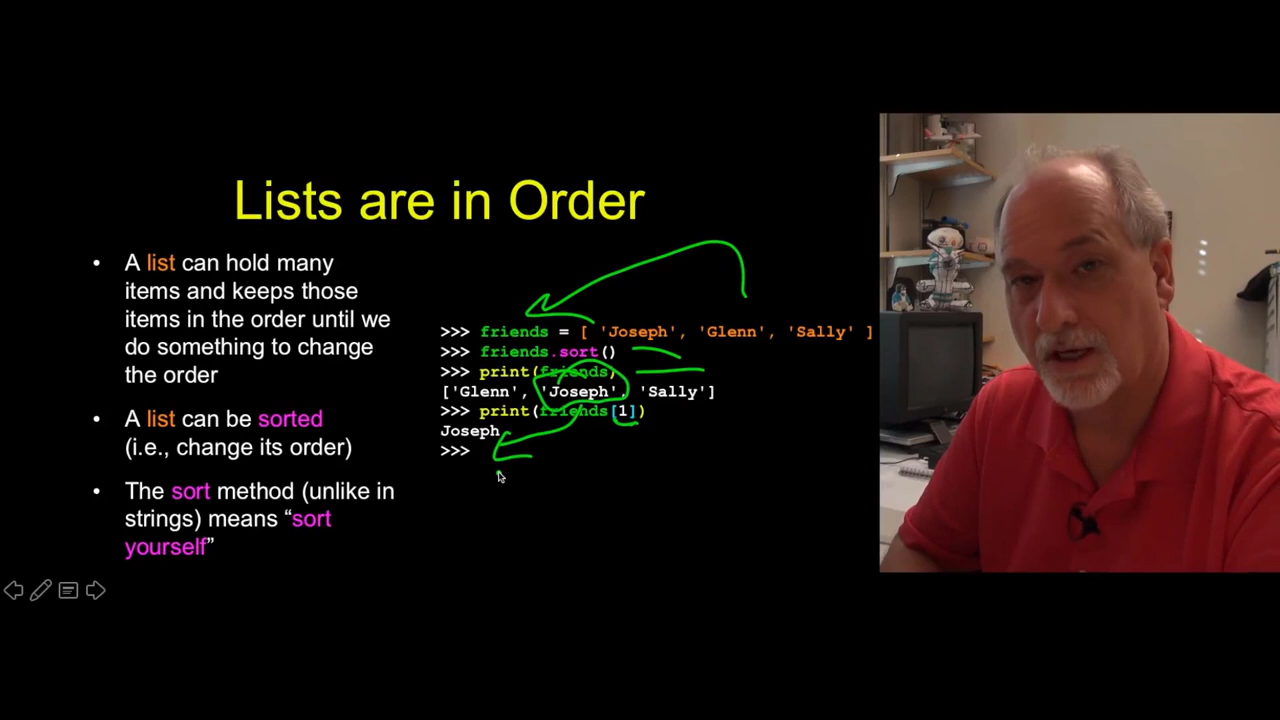 Lists are in Order
• A list can hold many
items and keeps those
items in the order until we
do something to change
the order
• A list can be sorted
(i.e., change its order)
• The sort method (unlike in
strings) means “sort
yourself”
>>> friends = [ 'Joseph', 'Glenn', 'Sally' ]
>>> friends.sort()
>>> print(friends)
['Glenn', 'Joseph', 'Sally']
>>> print(friends[1])
Joseph
>>>